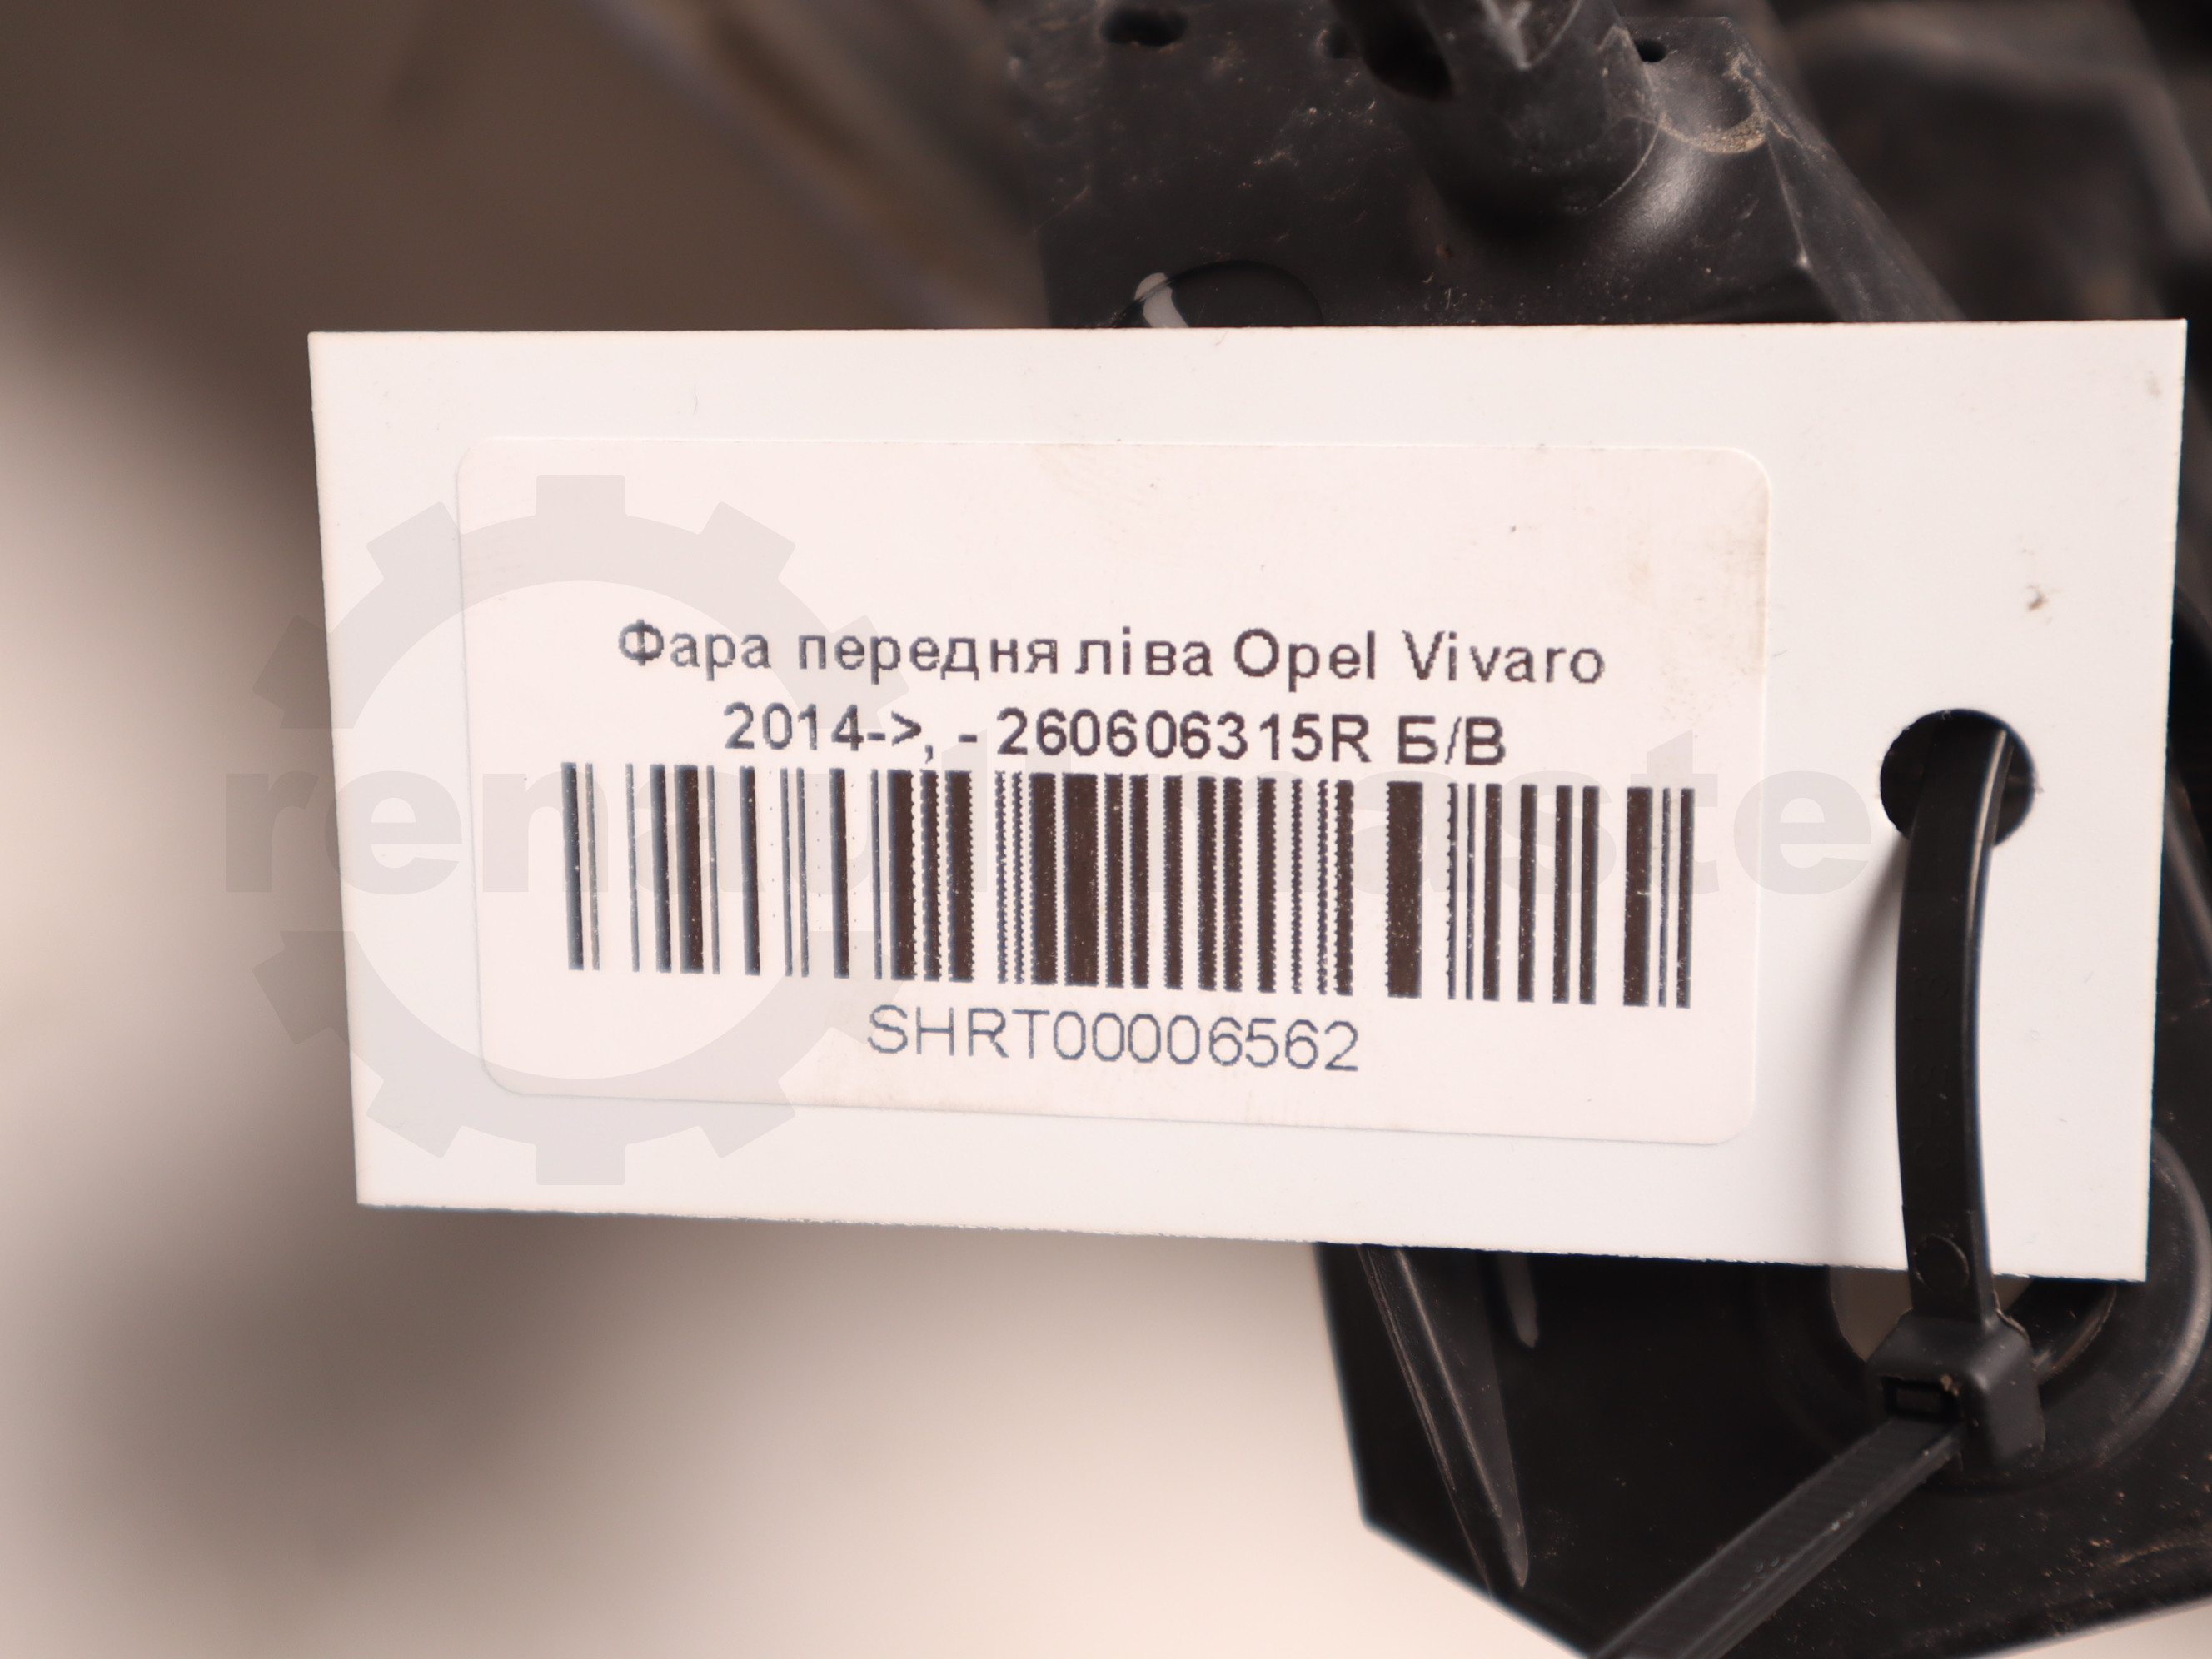 Фара передня ліва Opel Vivaro
2014->, - 260606315R Б/В
SHRT00006562